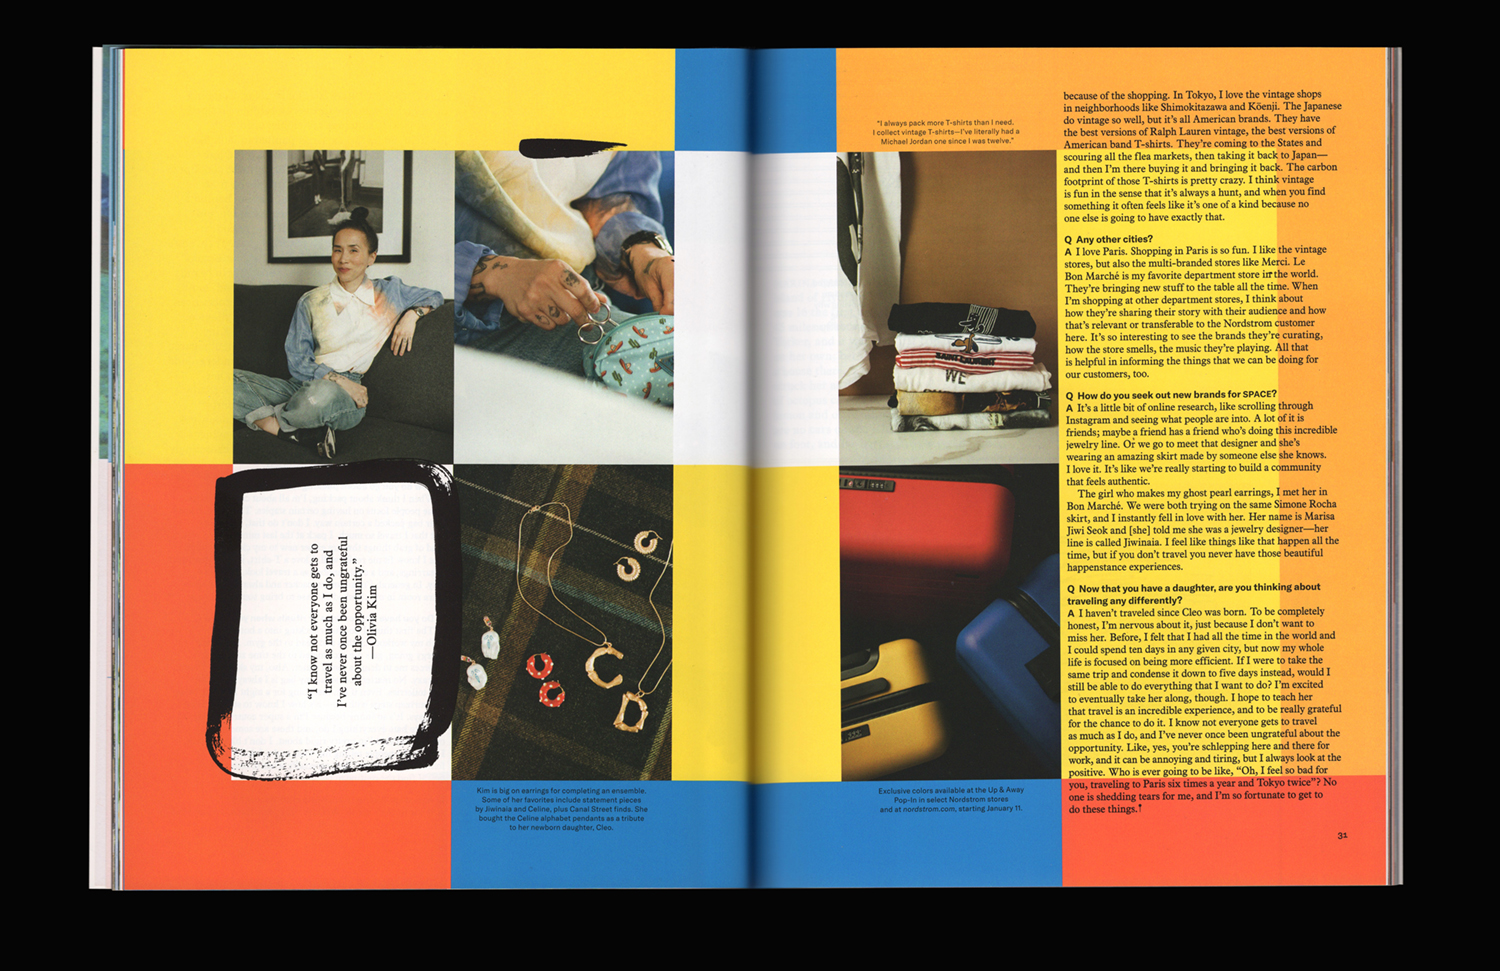 "I know not everyone gets to
travel as much as I do, and
I've never once been ungrateful
about the opportunity."
—Olivia Kim
Kim is big on earrings for completing an ensemble.
Some of her favorites include statement pieces
by Jiwinaia and Celine, plus Canal Street finds. She
bought the Celine alphabet pendants as a tribute
to her newborn daughter, Cleo.
"I always pack more T-shirts than I need.
I collect vintage T-shirts—I've literally had a
Michael Jordan one since I was twelve."
SAINT LAURENT
WE
Exclusive colors available at the Up & Away
Pop-In in select Nordstrom stores
and at nordstrom.com, starting January 11.
because of the shopping. In Tokyo, I love the vintage shops
in neighborhoods like Shimokitazawa and Kōenji. The Japanese
do vintage so well, but it's all American brands. They have
the best versions of Ralph Lauren vintage, the best versions of
American band T-shirts. They're coming to the States and
scouring all the flea markets, then taking it back to Japan—
and then I'm there buying it and bringing it back. The carbon
footprint of those T-shirts is pretty crazy. I think vintage
is fun in the sense that it's always a hunt, and when you find
something it often feels like it's one of a kind because no
one else is going to have exactly that.
Q Any other cities?
A I love Paris. Shopping in Paris is so fun. I like the vintage
stores, but also the multi-branded stores like Merci. Le
Bon Marché is my favorite department store in the world.
They're bringing new stuff to the table all the time. When
I'm shopping at other department stores, I think about
how they're sharing their story with their audience and how
that's relevant or transferable to the Nordstrom customer
here. It's so interesting to see the brands they're curating,
how the store smells, the music they're playing. All that
is helpful in informing the things that we can be doing for
our customers, too.
Q How do you seek out new brands for SPACE?
A It's a little bit of online research, like scrolling through
Instagram and seeing what people are into. A lot of it is
friends; maybe a friend has a friend who's doing this incredible
jewelry line. Or we go to meet that designer and she's
wearing an amazing skirt made by someone else she knows.
I love it. It's like we're really starting to build a community
that feels authentic.
The girl who makes my ghost pearl earrings, I met her in
Bon Marché. We were both trying on the same Simone Rocha
skirt, and I instantly fell in love with her. Her name is Marisa
Jiwi Seok and [she] told me she was a jewelry designer—her
line is called Jiwinaia. I feel like things like that happen all the
time, but if you don't travel you never have those beautiful
happenstance experiences.
Q Now that you have a daughter, are you thinking about
traveling any differently?
A I haven't traveled since Cleo was born. To be completely
honest, I'm nervous about it, just because I don't want to
miss her. Before, I felt that I had all the time in the world and
I could spend ten days in any given city, but now my whole
life is focused on being more efficient. If I were to take the
same trip and condense it down to five days instead, would I
still be able to do everything that I want to do? I'm excited
to eventually take her along, though. I hope to teach her
that travel is an incredible experience, and to be really grateful
for the chance to do it. I know not everyone gets to travel
as much as I do, and I've never once been ungrateful about the
opportunity. Like, yes, you're schlepping here and there for
work, and it can be annoying and tiring, but I always look at the
positive. Who is ever going to be like, "Oh, I feel so bad for
you, traveling to Paris six times a year and Tokyo twice"? No
one is shedding tears for me, and I'm so fortunate to get to
do these things.↑
31